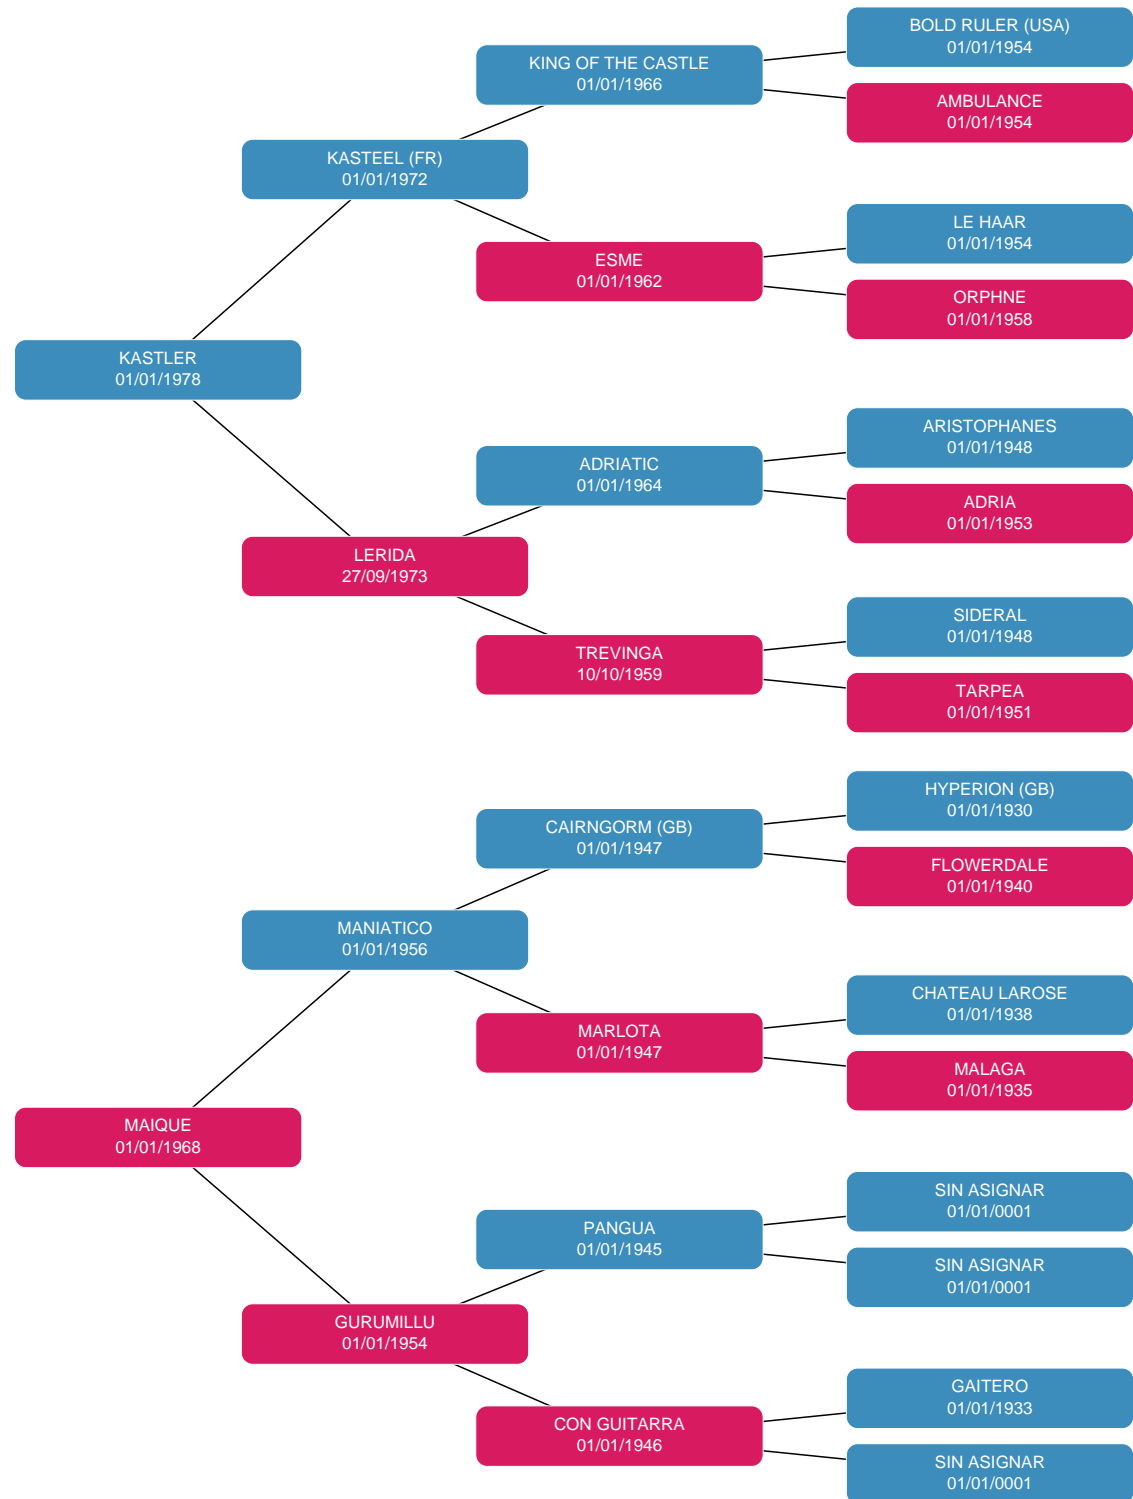 BOLD RULER (USA)
01/01/1954
KING OF THE CASTLE
01/01/1966
AMBULANCE
01/01/1954
KASTEEL (FR)
01/01/1972
LE HAAR
01/01/1954
ESME
01/01/1962
ORPHNE
01/01/1958
KASTLER
01/01/1978
ARISTOPHANES
01/01/1948
ADRIATIC
01/01/1964
ADRIA
01/01/1953
LERIDA
27/09/1973
SIDERAL
01/01/1948
TREVINGA
10/10/1959
TARPEA
01/01/1951
HYPERION (GB)
01/01/1930
CAIRNGORM (GB)
01/01/1947
FLOWERDALE
01/01/1940
MANIATICO
01/01/1956
CHATEAU LAROSE
01/01/1938
MARLOTA
01/01/1947
MALAGA
01/01/1935
MAIQUE
01/01/1968
SIN ASIGNAR
01/01/0001
PANGUA
01/01/1945
SIN ASIGNAR
01/01/0001
GURUMILLU
01/01/1954
GAITERO
01/01/1933
CON GUITARRA
01/01/1946
SIN ASIGNAR
01/01/0001